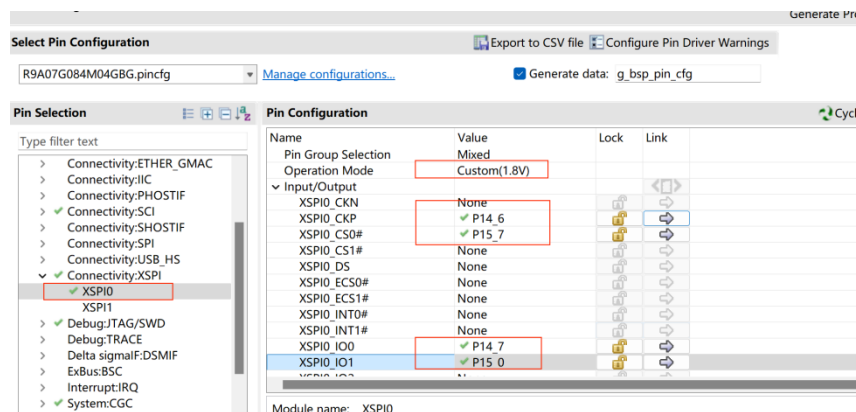 Generate Pro
Select Pin Configuration
Export to CSV file
Configure Pin Driver Warnings
R9A07G084M04GBG.pincfg
Manage configurations...
Generate data:
g_bsp_pin_cfg
Pin Selection
Type filter text
Connectivity:ETHER_GMAC
Connectivity:IIC
Connectivity:PHOSTIF
Connectivity:SCI
Connectivity:SHOSTIF
Connectivity:SPI
Connectivity:USB_HS
Connectivity:XSPI
XSPI0
XSPI1
Debug:JTAG/SWD
Debug:TRACE
Delta sigmaIF:DSMIF
ExBus:BSC
Interrupt:IRQ
System:CGC
Pin Configuration
Cycl
Name Value Lock Link
Pin Group Selection Mixed
Operation Mode Custom(1.8V)
Input/Output
XSPI0_CKN None
XSPI0_CKP P14_6
XSPI0_CS0# P15_7
XSPI0_CS1# None
XSPI0_DS None
XSPI0_ECS0# None
XSPI0_ECS1# None
XSPI0_INT0# None
XSPI0_INT1# None
XSPI0_IO0 P14_7
XSPI0_IO1 P15_0
Module name: XSPI0